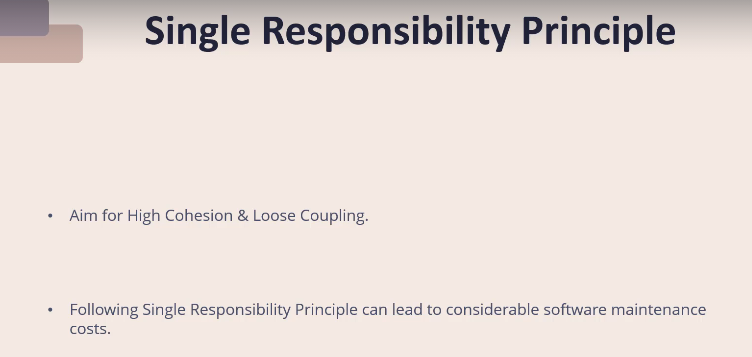 Single Responsibility Principle
• Aim for High Cohesion & Loose Coupling.
• Following Single Responsibility Principle can lead to considerable software maintenance
costs.